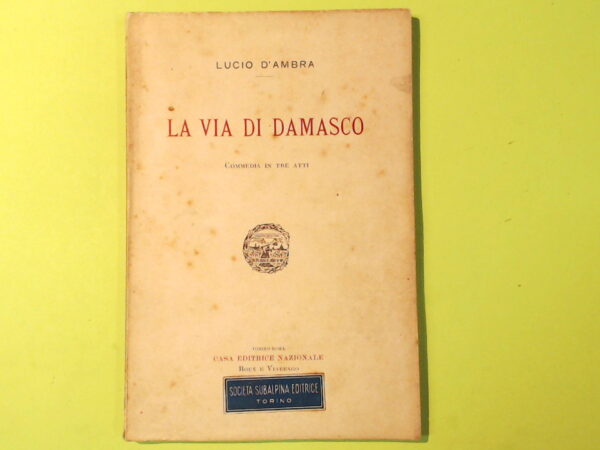 LUCIO D'AMBRA
LA VIA DI DAMASCO
COMMEDIA IN TRE ATTI
TORINO-ROMA
CASA EDITRICE NAZIONALE
ROUX E VIARENGO
SOCIETÀ SUBALPINA EDITRICE
TORINO